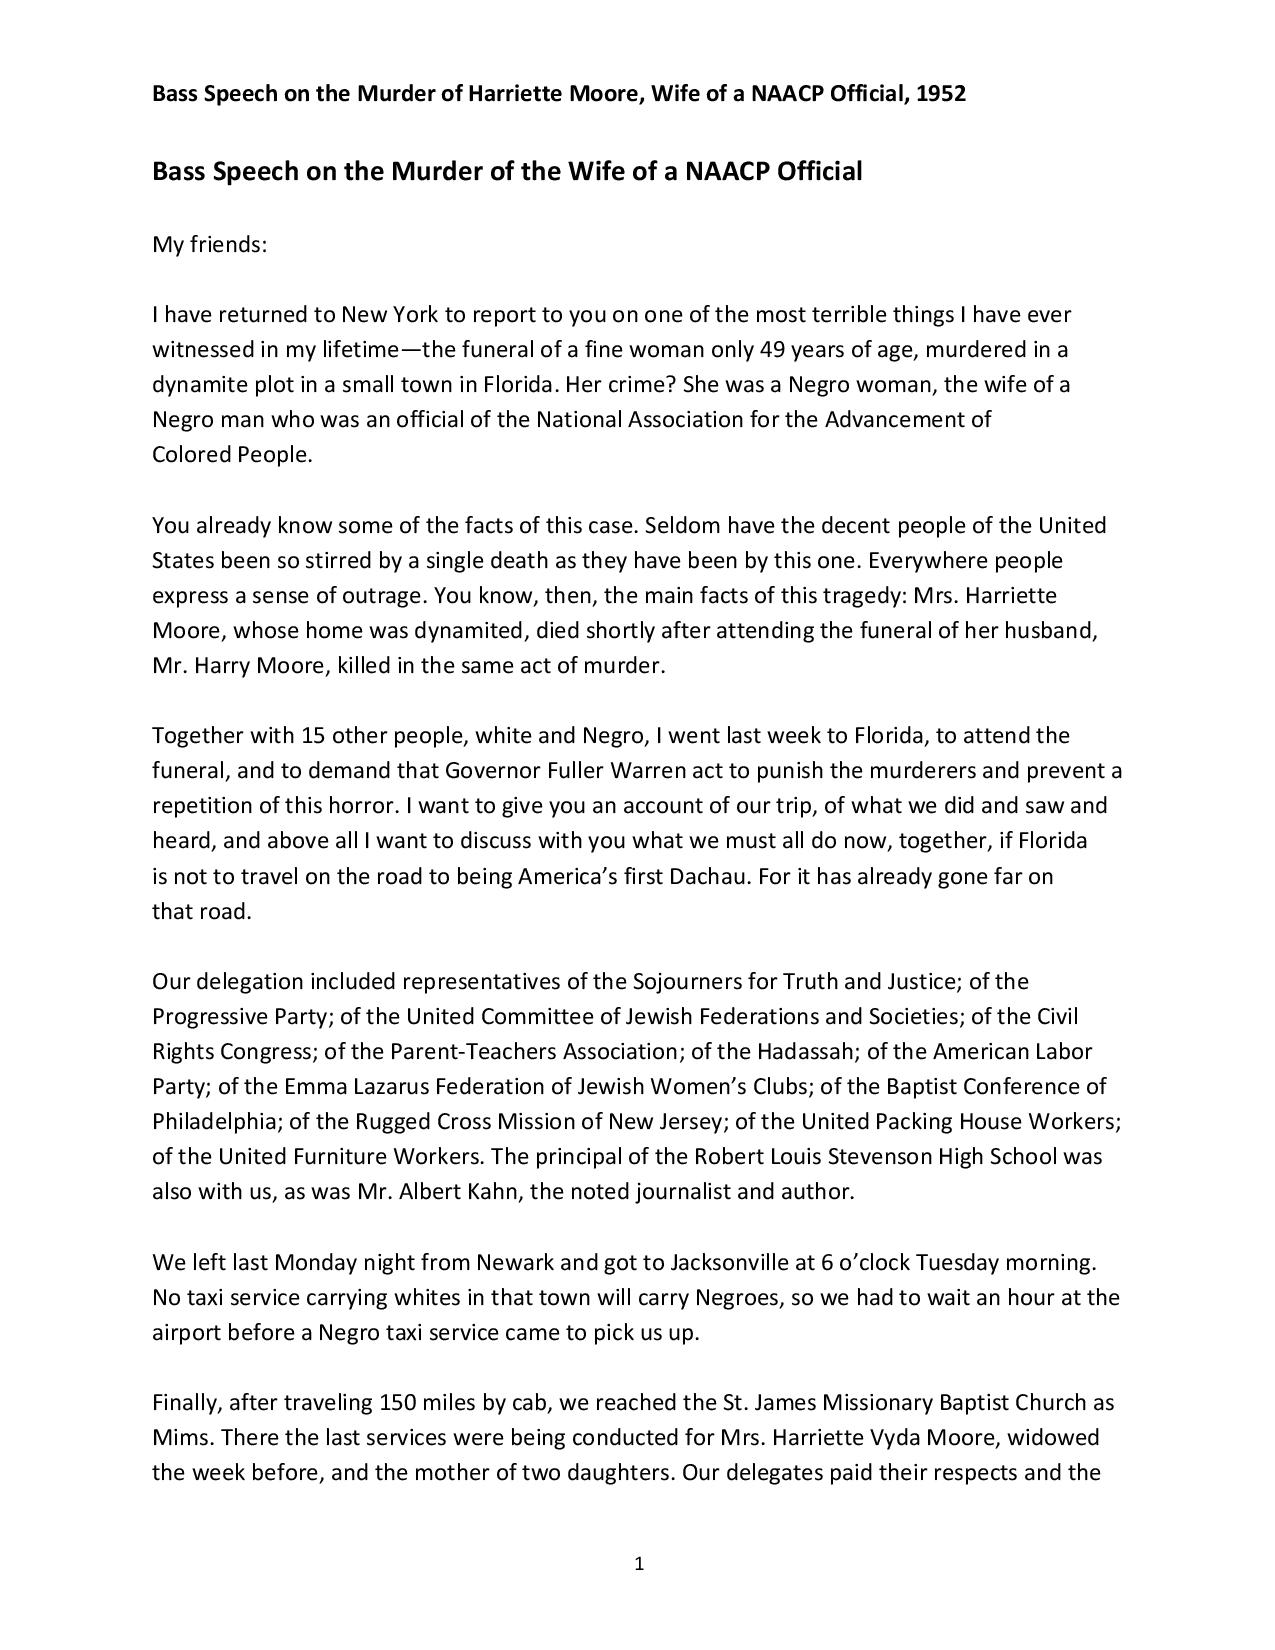 Bass Speech on the Murder of Harriette Moore, Wife of a NAACP Official, 1952
Bass Speech on the Murder of the Wife of a NAACP Official
My friends:
I have returned to New York to report to you on one of the most terrible things I have ever
witnessed in my lifetime—the funeral of a fine woman only 49 years of age, murdered in a
dynamite plot in a small town in Florida. Her crime? She was a Negro woman, the wife of a
Negro man who was an official of the National Association for the Advancement of
Colored People.
You already know some of the facts of this case. Seldom have the decent people of the United
States been so stirred by a single death as they have been by this one. Everywhere people
express a sense of outrage. You know, then, the main facts of this tragedy: Mrs. Harriette
Moore, whose home was dynamited, died shortly after attending the funeral of her husband,
Mr. Harry Moore, killed in the same act of murder.
Together with 15 other people, white and Negro, I went last week to Florida, to attend the
funeral, and to demand that Governor Fuller Warren act to punish the murderers and prevent a
repetition of this horror. I want to give you an account of our trip, of what we did and saw and
heard, and above all I want to discuss with you what we must all do now, together, if Florida
is not to travel on the road to being America’s first Dachau. For it has already gone far on
that road.
Our delegation included representatives of the Sojourners for Truth and Justice; of the
Progressive Party; of the United Committee of Jewish Federations and Societies; of the Civil
Rights Congress; of the Parent-Teachers Association; of the Hadassah; of the American Labor
Party; of the Emma Lazarus Federation of Jewish Women’s Clubs; of the Baptist Conference of
Philadelphia; of the Rugged Cross Mission of New Jersey; of the United Packing House Workers;
of the United Furniture Workers. The principal of the Robert Louis Stevenson High School was
also with us, as was Mr. Albert Kahn, the noted journalist and author.
We left last Monday night from Newark and got to Jacksonville at 6 o’clock Tuesday morning.
No taxi service carrying whites in that town will carry Negroes, so we had to wait an hour at the
airport before a Negro taxi service came to pick us up.
Finally, after traveling 150 miles by cab, we reached the St. James Missionary Baptist Church as
Mims. There the last services were being conducted for Mrs. Harriette Vyda Moore, widowed
the week before, and the mother of two daughters. Our delegates paid their respects and the
1